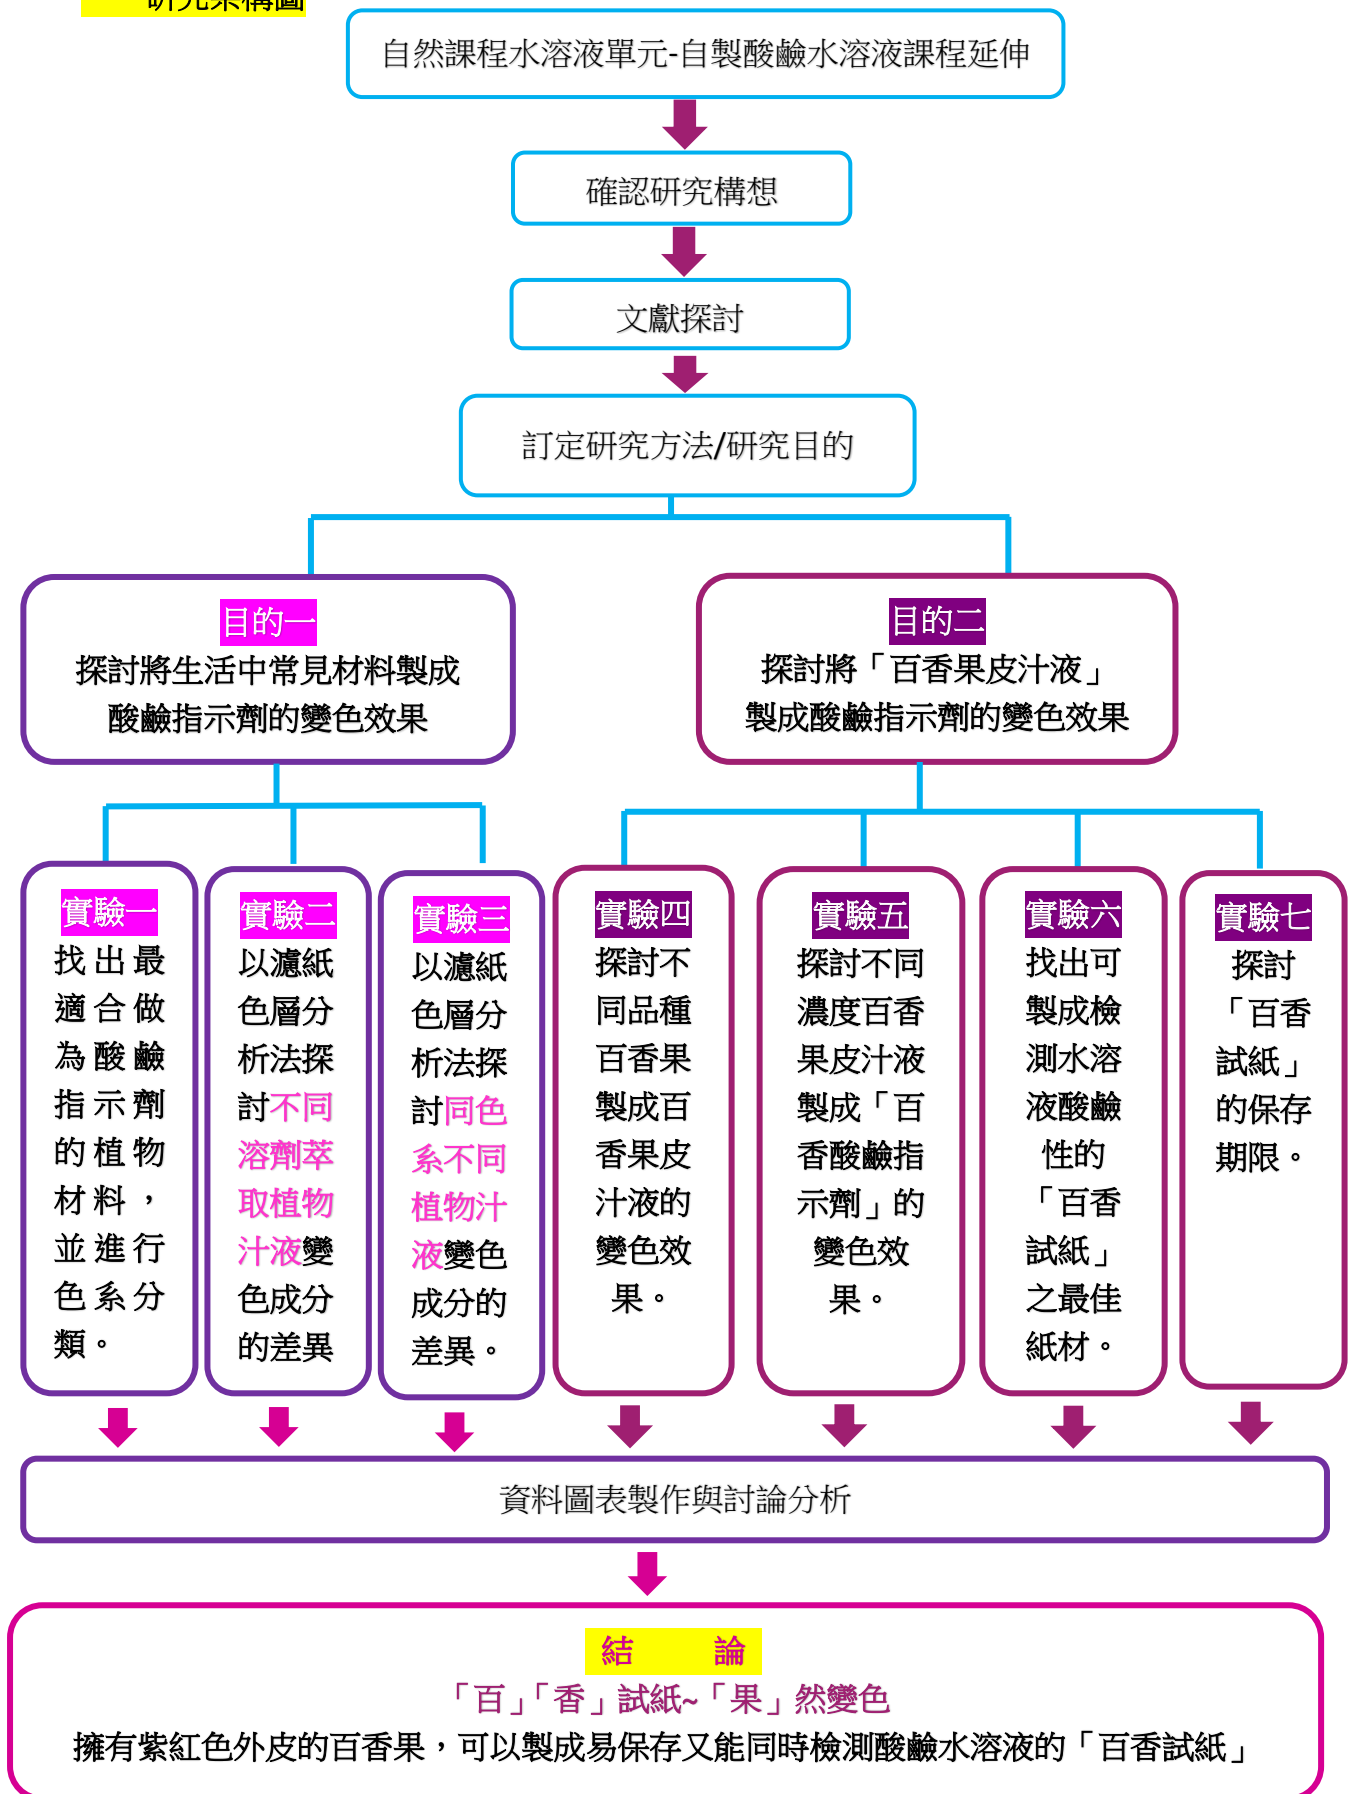 研究架構圖
自然課程水溶液單元-自製酸鹼水溶液課程延伸
確認研究構想
文獻探討
訂定研究方法/研究目的
目的一
探討將生活中常見材料製成
酸鹼指示劑的變色效果
目的二
探討將「百香果皮汁液」
製成酸鹼指示劑的變色效果
實驗一
找出最
適合做
為酸鹼
指示劑
的植物
材料，
並進行
色系分
類。
實驗二
以濾紙
色層分
析法探
討不同
溶劑萃
取植物
汁液變
色成分
的差異
實驗三
以濾紙
色層分
析法探
討同色
系不同
植物汁
液變色
成分的
差異。
實驗四
探討不
同品種
百香果
製成百
香果皮
汁液的
變色效
果。
實驗五
探討不同
濃度百香
果皮汁液
製成「百
香酸鹼指
示劑」的
變色效
果。
實驗六
找出可
製成檢
測水溶
液酸鹼
性的
「百香
試紙」
之最佳
紙材。
實驗七
探討
「百香
試紙」
的保存
期限。
資料圖表製作與討論分析
結 論
「百」「香」試紙~「果」然變色
擁有紫紅色外皮的百香果，可以製成易保存又能同時檢測酸鹼水溶液的「百香試紙」